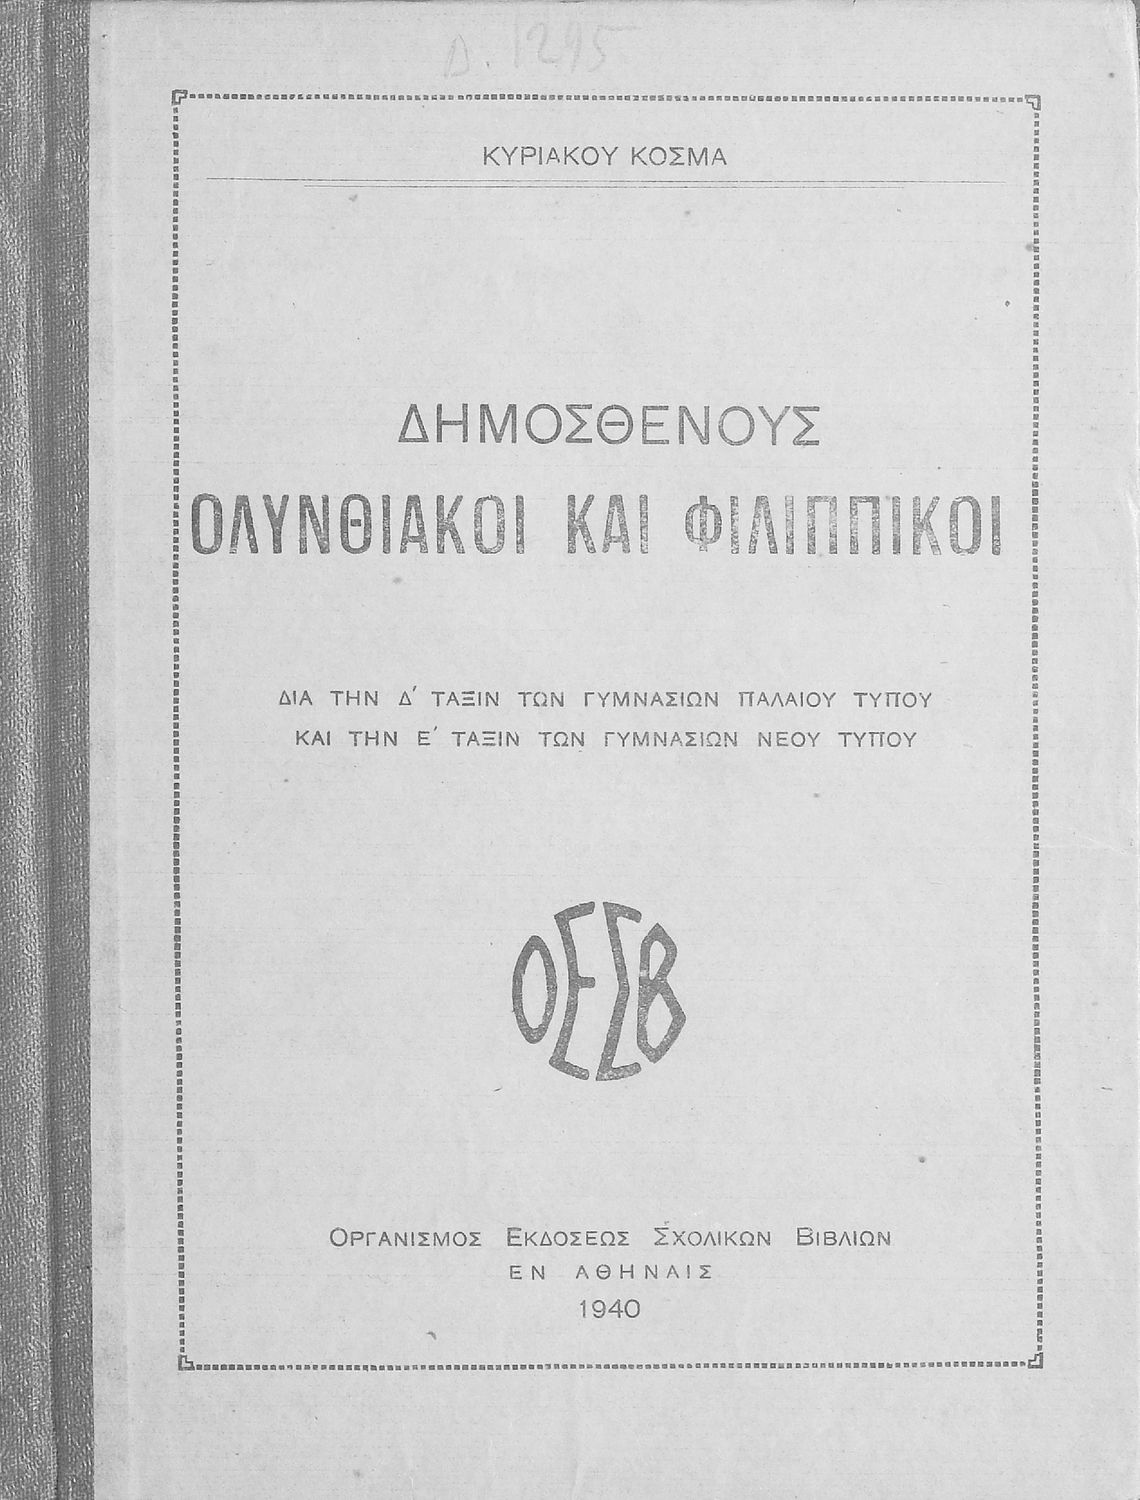 Δ. 1295
ΚΥΡΙΑΚΟΥ ΚΟΣΜΑ
ΔΗΜΟΣΘΕΝΟΥΣ
ΟΛΥΝΘΙΑΚΟΙ ΚΑΙ ΦΙΛΙΠΠΙΚΟΙ
ΔΙΑ ΤΗΝ Δ΄ ΤΑΞΙΝ ΤΩΝ ΓΥΜΝΑΣΙΩΝ ΠΑΛΑΙΟΥ ΤΥΠΟΥ
ΚΑΙ ΤΗΝ Ε΄ ΤΑΞΙΝ ΤΩΝ ΓΥΜΝΑΣΙΩΝ ΝΕΟΥ ΤΥΠΟΥ
ΟΕΣΒ
ΟΡΓΑΝΙΣΜΟΣ ΕΚΔΟΣΕΩΣ ΣΧΟΛΙΚΩΝ ΒΙΒΛΙΩΝ
ΕΝ ΑΘΗΝΑΙΣ
1940